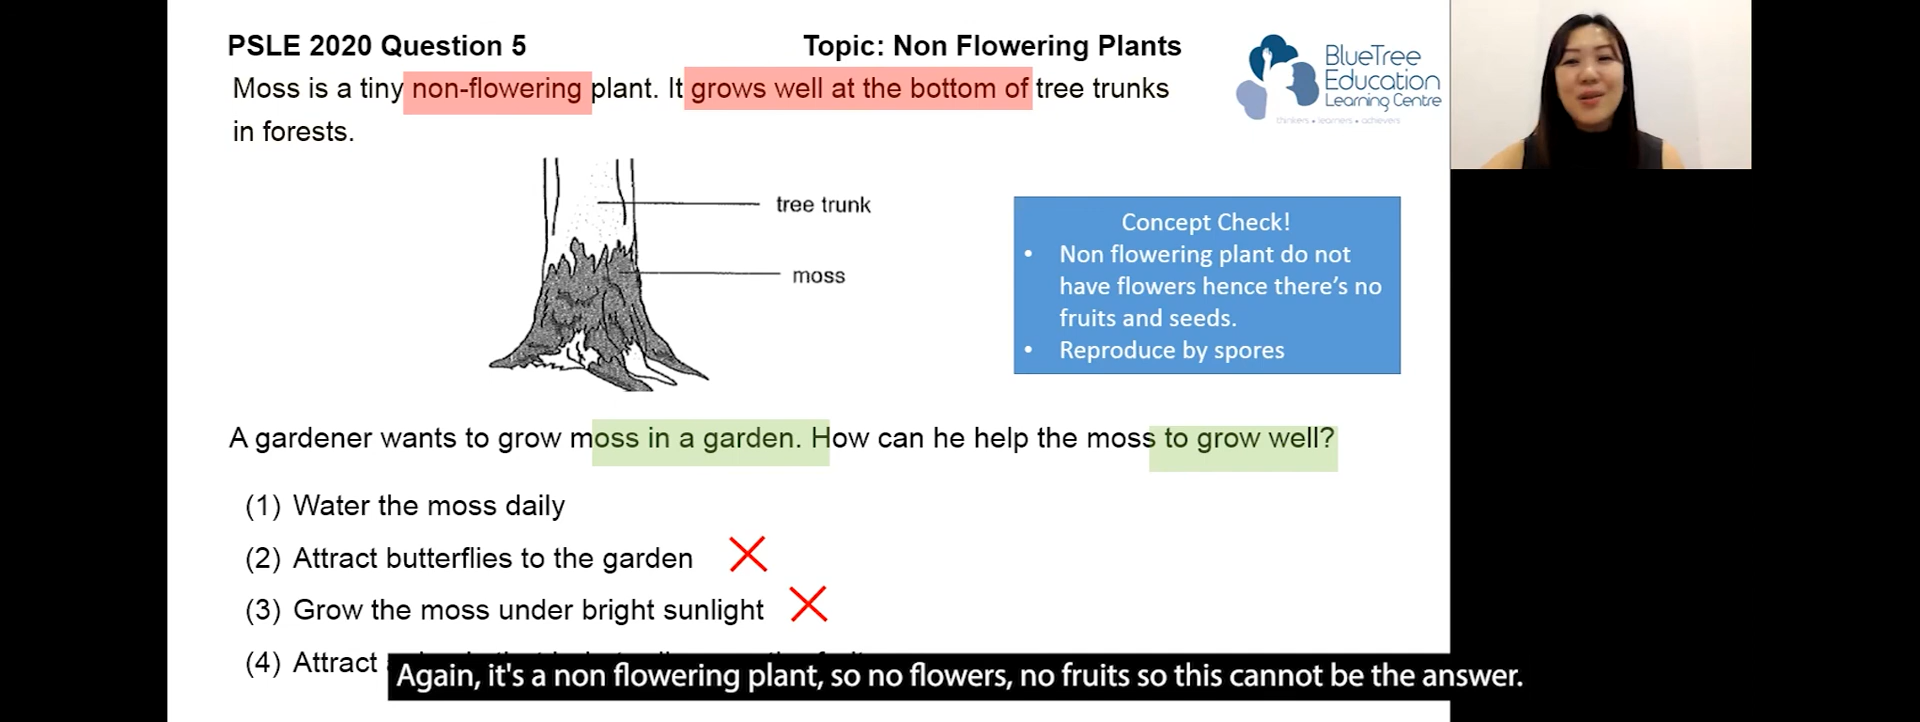 PSLE 2020 Question 5
Topic: Non Flowering Plants
BlueTree
Education
Learning Centre
thinkers • learners • achievers
Moss is a tiny non-flowering plant. It grows well at the bottom of tree trunks
in forests.
tree trunk
moss
Concept Check!
• Non flowering plant do not
have flowers hence there's no
fruits and seeds.
• Reproduce by spores
A gardener wants to grow moss in a garden. How can he help the moss to grow well?
(1) Water the moss daily
(2) Attract butterflies to the garden
(3) Grow the moss under bright sunlight
(4) Attract
Again, it's a non flowering plant, so no flowers, no fruits so this cannot be the answer.